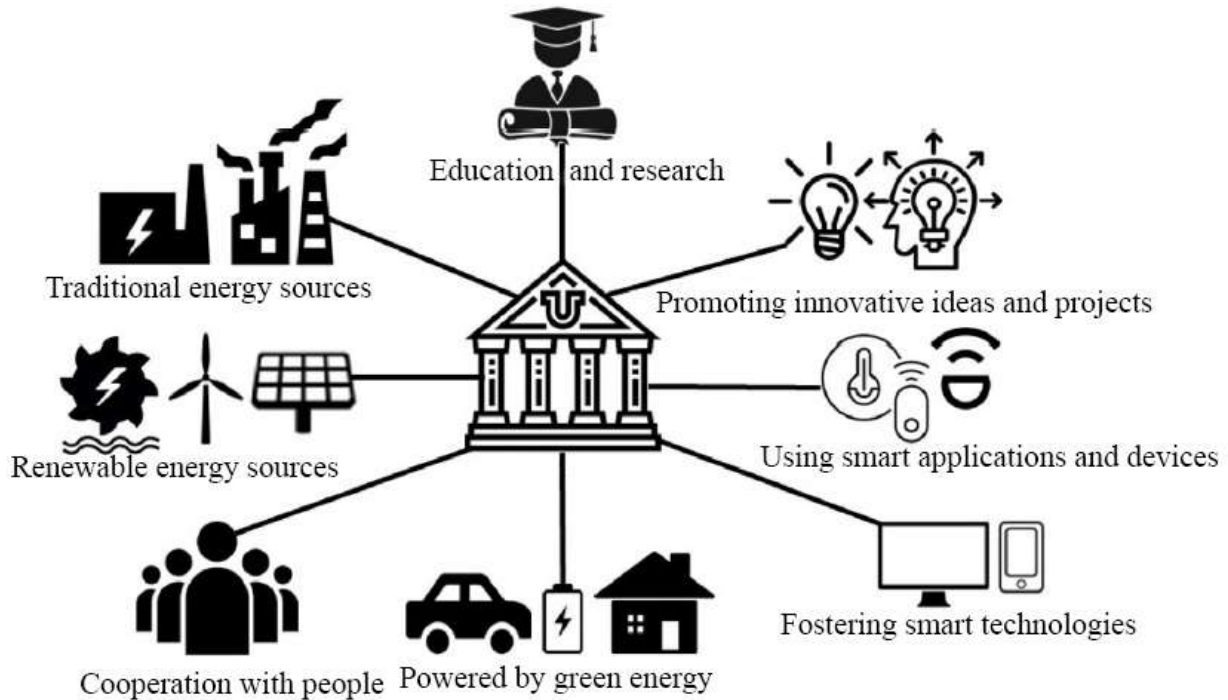 Education and research
Traditional energy sources
Promoting innovative ideas and projects
U
Renewable energy sources
Using smart applications and devices
Cooperation with people
Powered by green energy
Fostering smart technologies